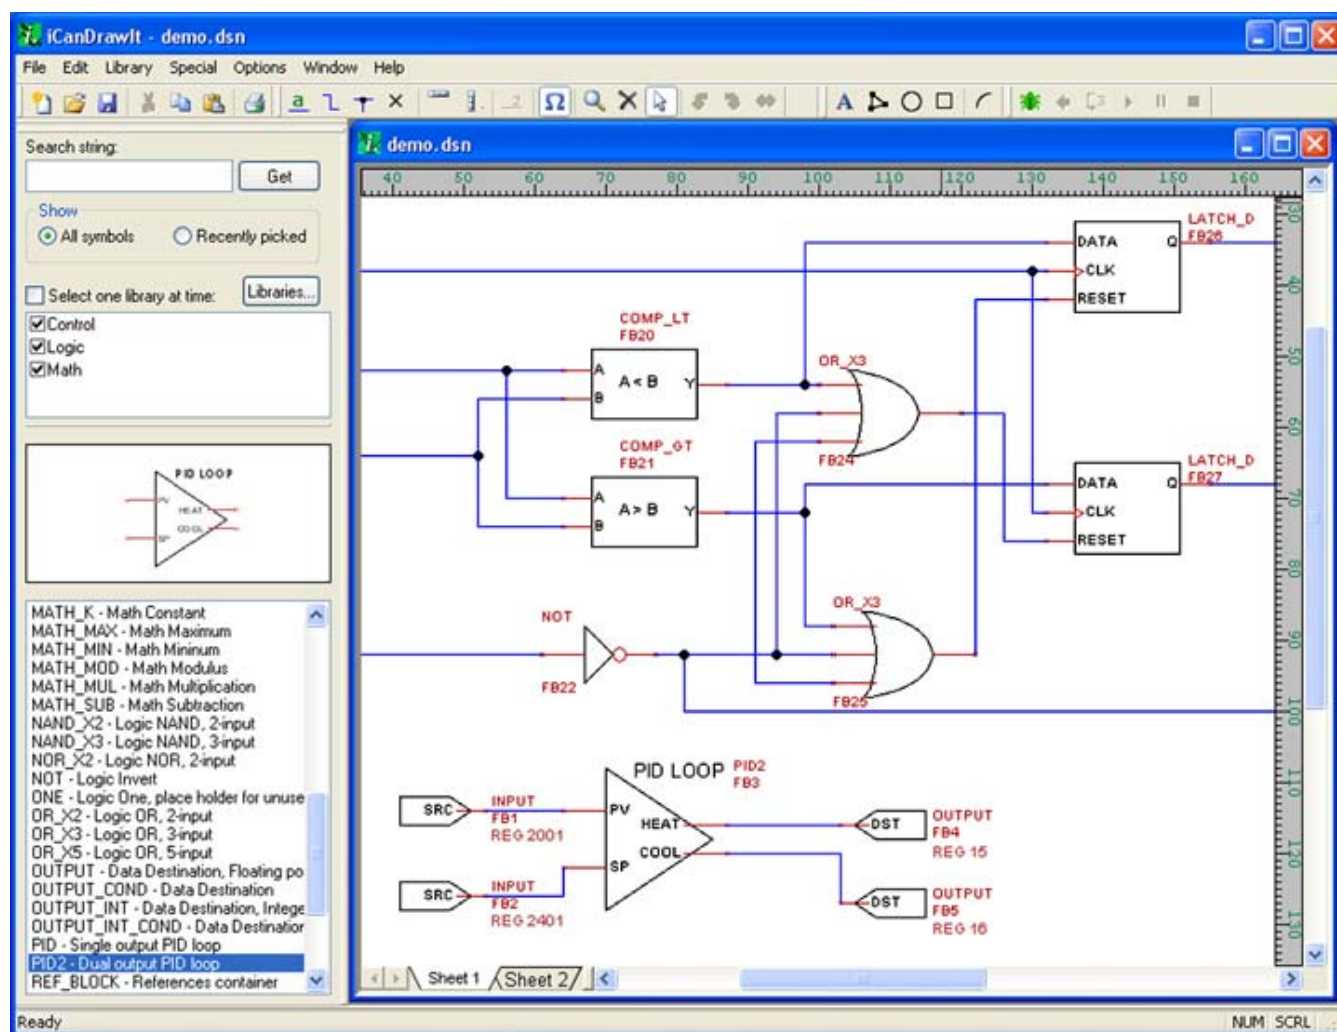 iCanDrawIt - demo.dsn
File Edit Library Special Options Window Help
Search string:
Get
Show
All symbols Recently picked
Select one library at time: Libraries...
Control
Logic
Math
PID LOOP
PV
HEAT
COOL
SP
MATH_K - Math Constant
MATH_MAX - Math Maximum
MATH_MIN - Math Mininum
MATH_MOD - Math Modulus
MATH_MUL - Math Multiplication
MATH_SUB - Math Subtraction
NAND_X2 - Logic NAND, 2-input
NAND_X3 - Logic NAND, 3-input
NOR_X2 - Logic NOR, 2-input
NOT - Logic Invert
ONE - Logic One, place holder for unuse
OR_X2 - Logic OR, 2-input
OR_X3 - Logic OR, 3-input
OR_X5 - Logic OR, 5-input
OUTPUT - Data Destination, Floating po
OUTPUT_COND - Data Destination
OUTPUT_INT - Data Destination, Intege
OUTPUT_INT_COND - Data Destination
PID - Single output PID loop
PID2 - Dual output PID loop
REF_BLOCK - References container
demo.dsn
40 50 60 70 80 90 100 110 120 130 140 150 160
30
40
50
60
70
80
90
100
110
120
130
LATCH_D
FB26
DATA Q
CLK
RESET
COMP_LT
FB20
A
A < B Y
B
OR_X3
FB24
COMP_GT
FB21
A
A > B Y
B
LATCH_D
FB27
DATA Q
CLK
RESET
NOT
FB22
OR_X3
FB25
PID LOOP PID2
FB3
SRC INPUT
FB1
REG 2001
PV
HEAT
COOL
SP
SRC INPUT
FB2
REG 2401
DST OUTPUT
FB4
REG 15
DST OUTPUT
FB5
REG 16
Sheet 1 Sheet 2
Ready NUM SCRL